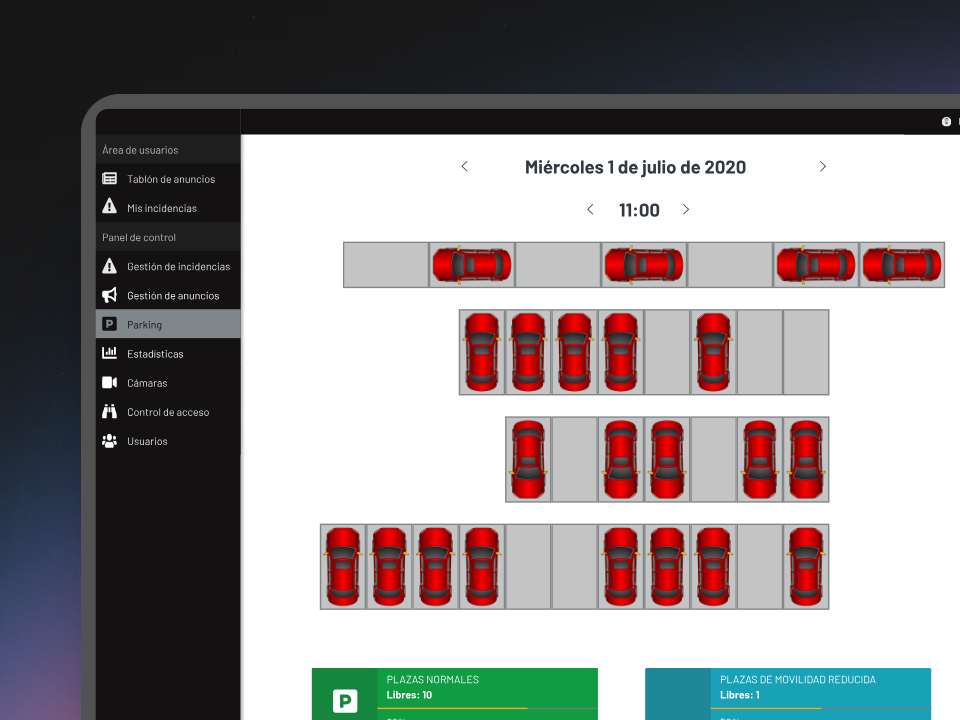 Área de usuarios
Tablón de anuncios
Mis incidencias
Panel de control
Gestión de incidencias
Gestión de anuncios
Parking
Estadísticas
Cámaras
Control de acceso
Usuarios
Miércoles 1 de julio de 2020
11:00
PLAZAS NORMALES
Libres: 10
P
PLAZAS DE MOVILIDAD REDUCIDA
Libres: 1